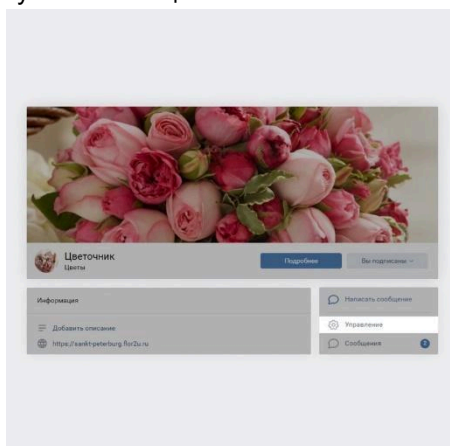 Цветочник
Цветы
Подробнее
Вы подписаны
Информация
Добавить описание
https://sankt-peterburg.flor2u.ru
Написать сообщение
Управление
Сообщения